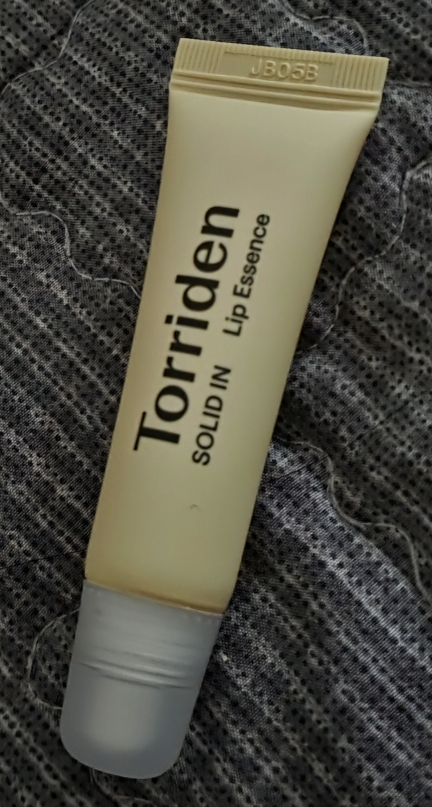 JB05B
Torriden
SOLID IN Lip Essence